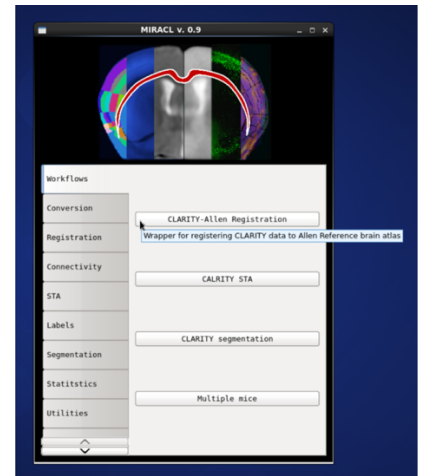 MIRACL v. 0.9
Workflows
Conversion
CLARITY-Allen Registration
Registration
Wrapper for registering CLARITY data to Allen Reference brain atlas
Connectivity
CALRITY STA
STA
Labels
CLARITY segmentation
Segmentation
Statitstics
Multiple mice
Utilities